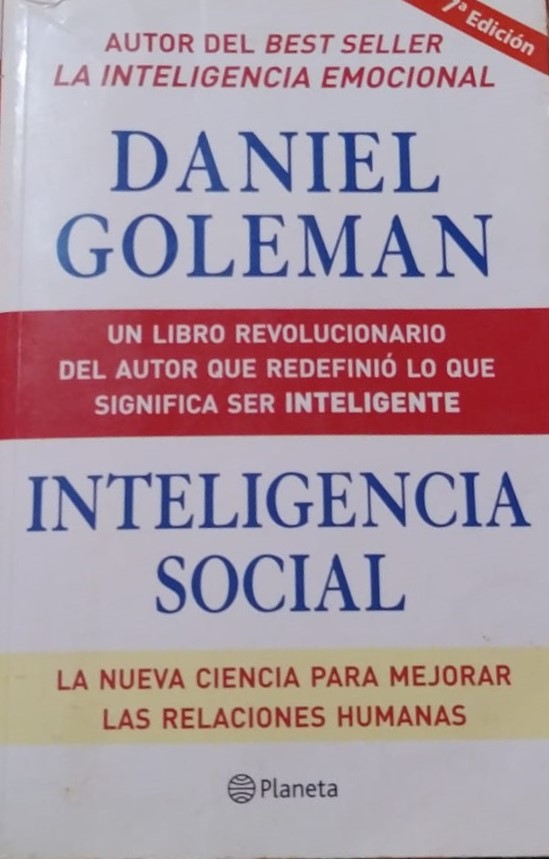 7ª Edición
AUTOR DEL BEST SELLER
LA INTELIGENCIA EMOCIONAL
DANIEL
GOLEMAN
UN LIBRO REVOLUCIONARIO
DEL AUTOR QUE REDEFINIÓ LO QUE
SIGNIFICA SER INTELIGENTE
INTELIGENCIA
SOCIAL
LA NUEVA CIENCIA PARA MEJORAR
LAS RELACIONES HUMANAS
Planeta